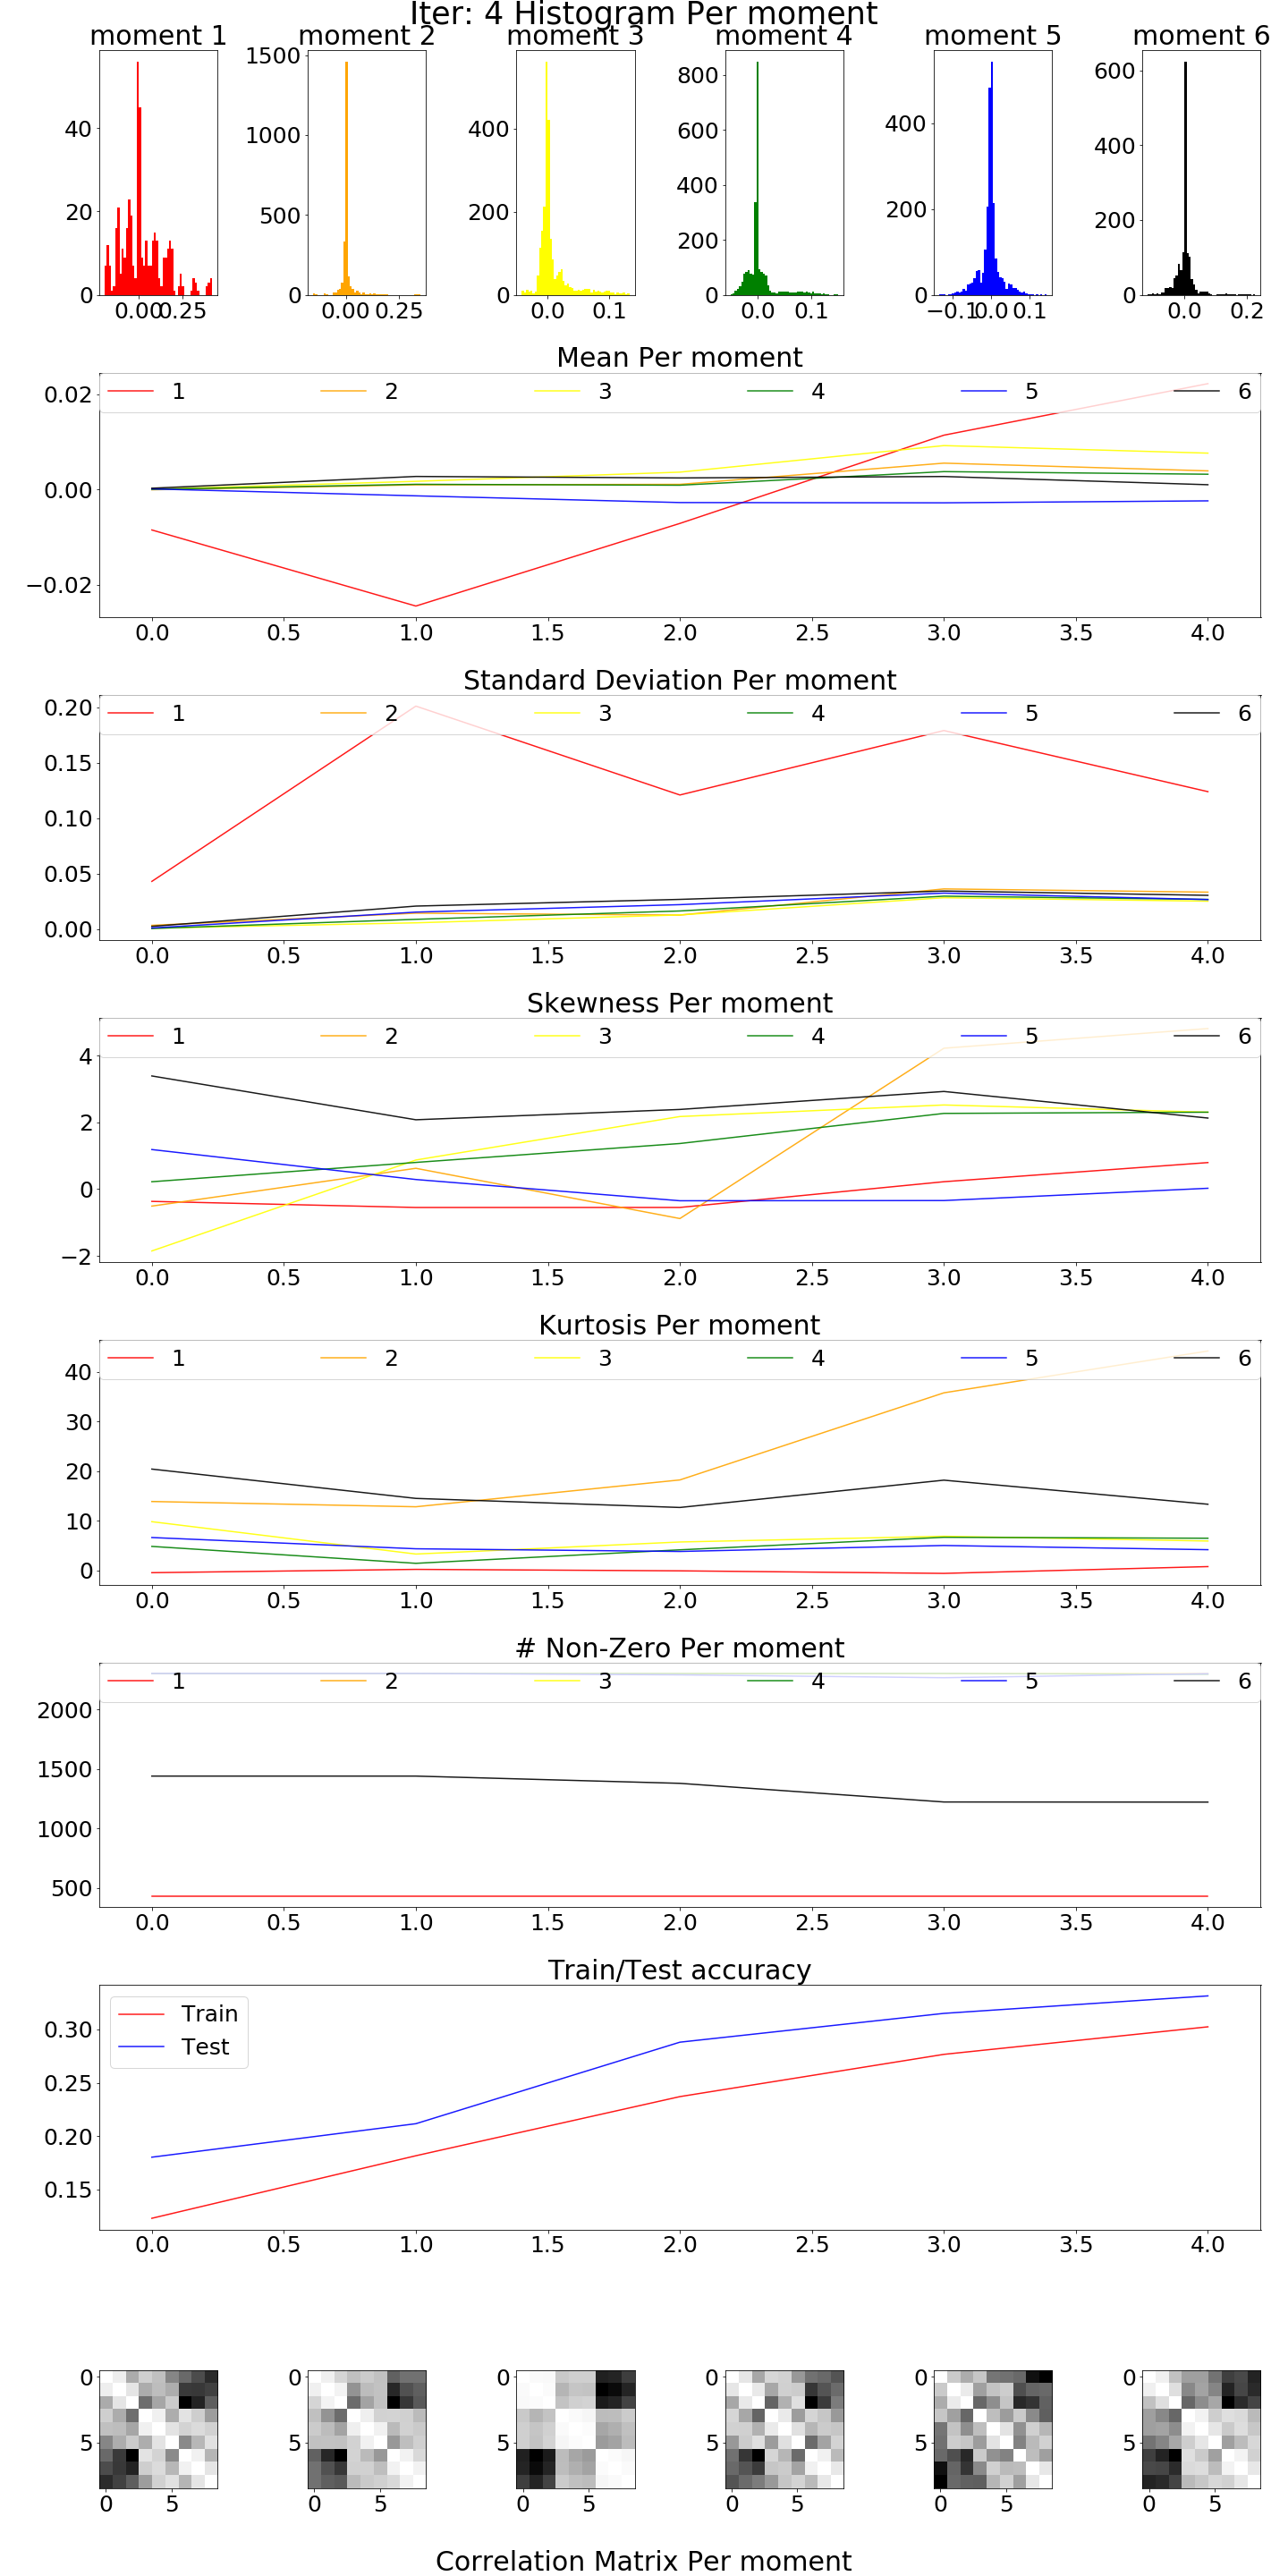 Iter: 4 Histogram Per moment
moment 1 moment 2 moment 3 moment 4 moment 5 moment 6
40
20
0
0.00 0.25
1500
1000
500
0
0.00 0.25
400
200
0
0.0 0.1
800
600
400
200
0
0.0 0.1
400
200
0
−0.1 0.0 0.1
600
400
200
0
0.0 0.2
Mean Per moment
1 2 3 4 5 6
0.02
0.00
−0.02
0.0 0.5 1.0 1.5 2.0 2.5 3.0 3.5 4.0
Standard Deviation Per moment
1 2 3 4 5 6
0.20
0.15
0.10
0.05
0.00
0.0 0.5 1.0 1.5 2.0 2.5 3.0 3.5 4.0
Skewness Per moment
1 2 3 4 5 6
4
2
0
−2
0.0 0.5 1.0 1.5 2.0 2.5 3.0 3.5 4.0
Kurtosis Per moment
1 2 3 4 5 6
40
30
20
10
0
0.0 0.5 1.0 1.5 2.0 2.5 3.0 3.5 4.0
# Non-Zero Per moment
1 2 3 4 5 6
2000
1500
1000
500
0.0 0.5 1.0 1.5 2.0 2.5 3.0 3.5 4.0
Train/Test accuracy
Train
Test
0.30
0.25
0.20
0.15
0.0 0.5 1.0 1.5 2.0 2.5 3.0 3.5 4.0
0 0 0 0 0 0
5 5 5 5 5 5
0 5 0 5 0 5 0 5 0 5 0 5
Correlation Matrix Per moment